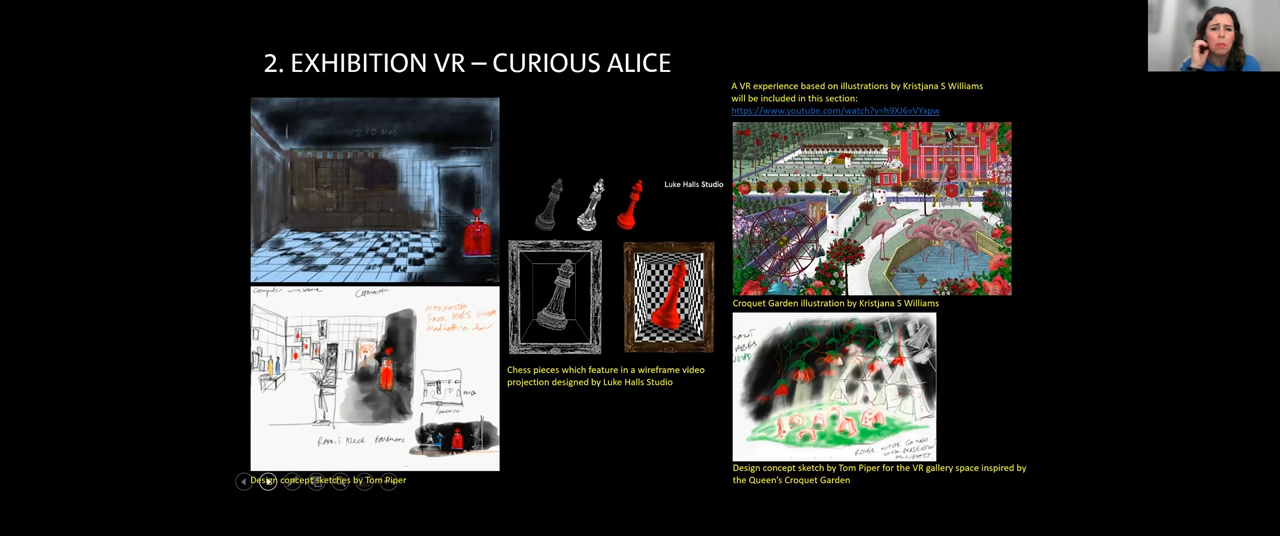 2. EXHIBITION VR – CURIOUS ALICE
A VR experience based on illustrations by Kristjana S Williams
will be included in this section:
https://www.youtube.com/watch?v=h9XJ6vVYapw
Luke Halls Studio
Croquet Garden illustration by Kristjana S Williams
Chess pieces which feature in a wireframe video
projection designed by Luke Halls Studio
Design concept sketches by Tom Piper
Design concept sketch by Tom Piper for the VR gallery space inspired by
the Queen's Croquet Garden